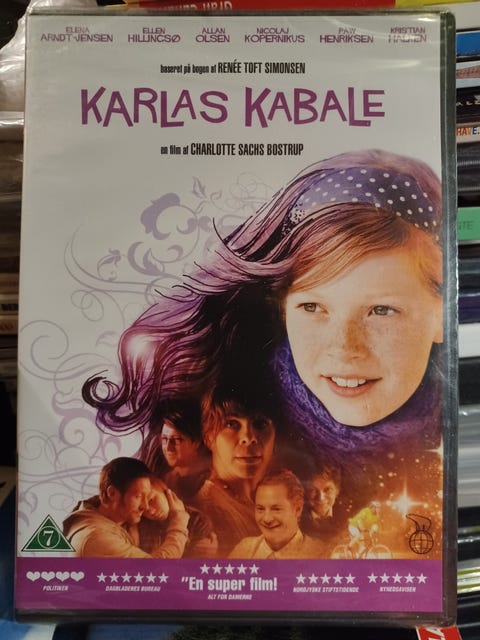 ELENA ARNDT-JENSEN
ELLEN HILLINGSØ
ALLAN OLSEN
NICOLAJ KOPERNIKUS
PAW HENRIKSEN
KRISTIAN HALKEN
baseret på bogen af RENÉE TOFT SIMONSEN
KARLAS KABALE
en film af CHARLOTTE SACHS BOSTRUP
7
POLITIKEN
DAGBLADENES BUREAU
"En super film!
ALT FOR DAMERNE
NORDJYSKE STIFTSTIDENDE
NYHEDSAVISEN